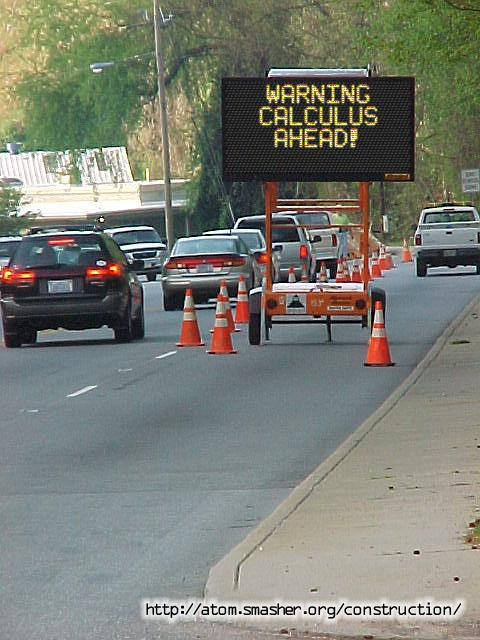 WARNING
CALCULUS
AHEAD!
http://atom.smasher.org/construction/